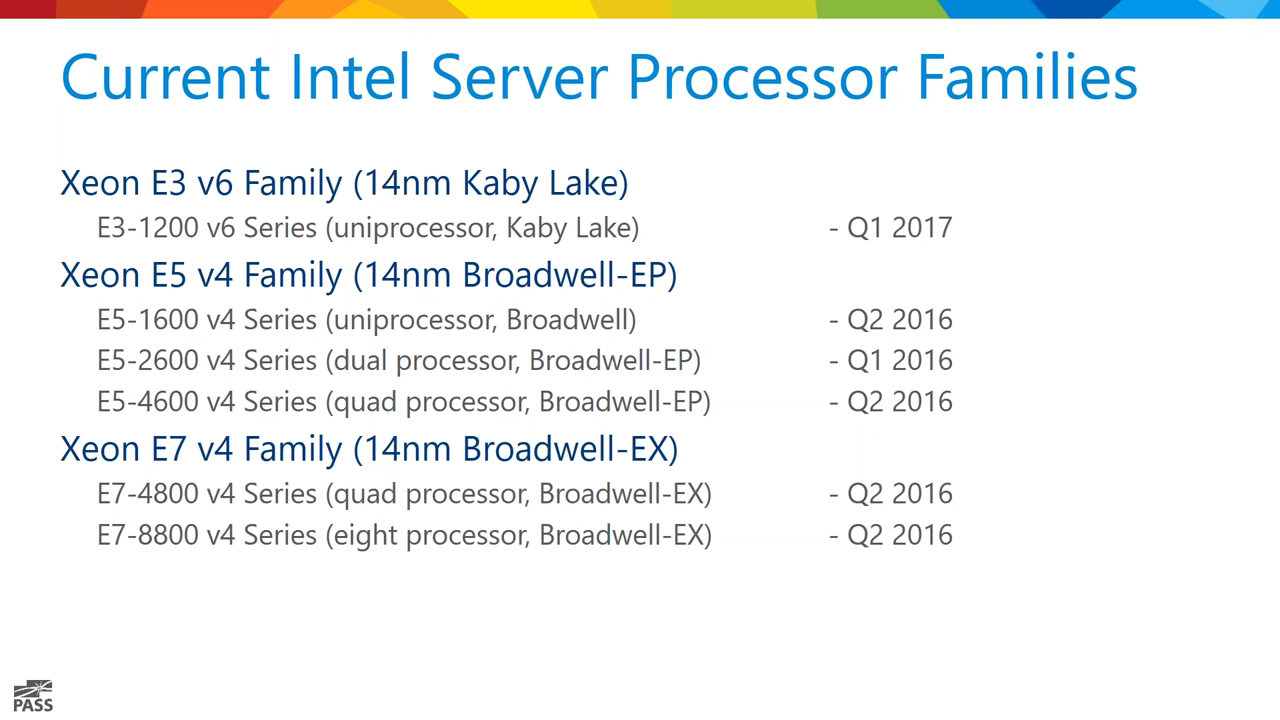 Current Intel Server Processor Families
Xeon E3 v6 Family (14nm Kaby Lake)
E3-1200 v6 Series (uniprocessor, Kaby Lake) - Q1 2017
Xeon E5 v4 Family (14nm Broadwell-EP)
E5-1600 v4 Series (uniprocessor, Broadwell) - Q2 2016
E5-2600 v4 Series (dual processor, Broadwell-EP) - Q1 2016
E5-4600 v4 Series (quad processor, Broadwell-EP) - Q2 2016
Xeon E7 v4 Family (14nm Broadwell-EX)
E7-4800 v4 Series (quad processor, Broadwell-EX) - Q2 2016
E7-8800 v4 Series (eight processor, Broadwell-EX) - Q2 2016
PASS